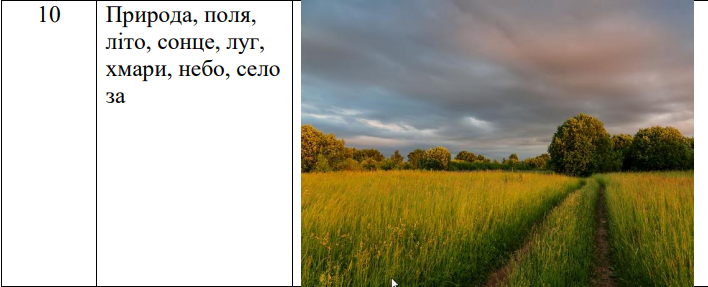 10
Природа, поля,
літо, сонце, луг,
хмари, небо, село
за